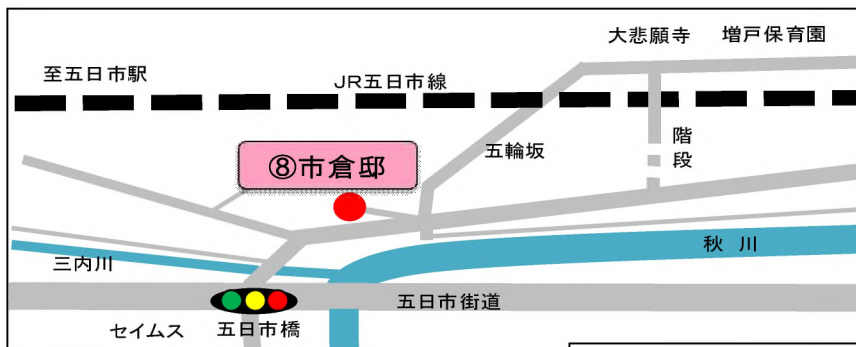 大悲願寺 増戸保育園
至五日市駅
JR五日市線
五輪坂
階段
⑧市倉邸
秋川
三内川
五日市街道
セイムス 五日市橋